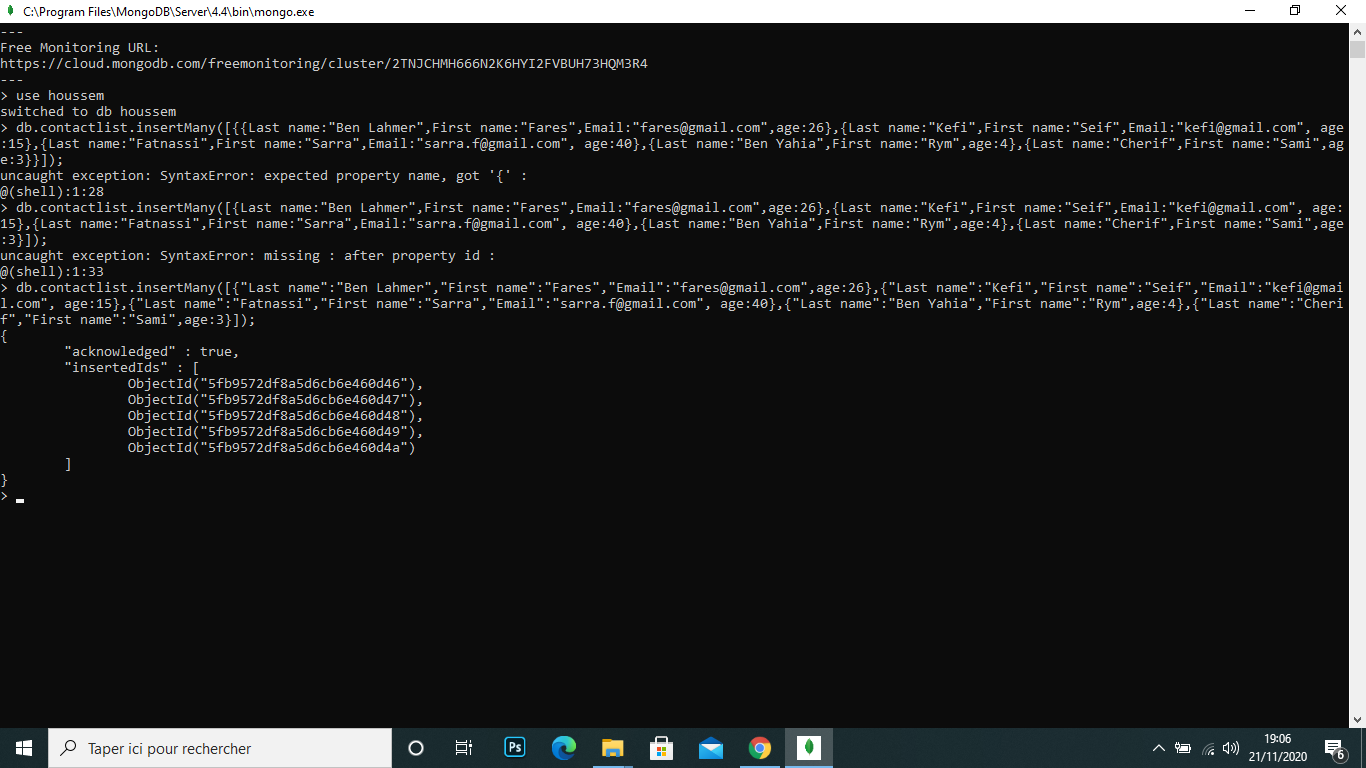 C:\Program Files\MongoDB\Server\4.4\bin\mongo.exe
---
Free Monitoring URL:
https://cloud.mongodb.com/freemonitoring/cluster/2TNJCHMH666N2K6HYI2FVBUH73HQM3R4
---
> use houssem
switched to db houssem
> db.contactlist.insertMany([{{Last name:"Ben Lahmer",First name:"Fares",Email:"fares@gmail.com",age:26},{Last name:"Kefi",First name:"Seif",Email:"kefi@gmail.com", age
:15},{Last name:"Fatnassi",First name:"Sarra",Email:"sarra.f@gmail.com", age:40},{Last name:"Ben Yahia",First name:"Rym",age:4},{Last name:"Cherif",First name:"Sami",ag
e:3}}]);
uncaught exception: SyntaxError: expected property name, got '{' :
@(shell):1:28
> db.contactlist.insertMany([{Last name:"Ben Lahmer",First name:"Fares",Email:"fares@gmail.com",age:26},{Last name:"Kefi",First name:"Seif",Email:"kefi@gmail.com", age:
15},{Last name:"Fatnassi",First name:"Sarra",Email:"sarra.f@gmail.com", age:40},{Last name:"Ben Yahia",First name:"Rym",age:4},{Last name:"Cherif",First name:"Sami",age
:3}]);
uncaught exception: SyntaxError: missing : after property id :
@(shell):1:33
> db.contactlist.insertMany([{"Last name":"Ben Lahmer","First name":"Fares","Email":"fares@gmail.com",age:26},{"Last name":"Kefi","First name":"Seif","Email":"kefi@gmai
l.com", age:15},{"Last name":"Fatnassi","First name":"Sarra","Email":"sarra.f@gmail.com", age:40},{"Last name":"Ben Yahia","First name":"Rym",age:4},{"Last name":"Cheri
f","First name":"Sami",age:3}]);
{
        "acknowledged" : true,
        "insertedIds" : [
                ObjectId("5fb9572df8a5d6cb6e460d46"),
                ObjectId("5fb9572df8a5d6cb6e460d47"),
                ObjectId("5fb9572df8a5d6cb6e460d48"),
                ObjectId("5fb9572df8a5d6cb6e460d49"),
                ObjectId("5fb9572df8a5d6cb6e460d4a")
        ]
}
>
Taper ici pour rechercher
Ps
19:06
21/11/2020
6